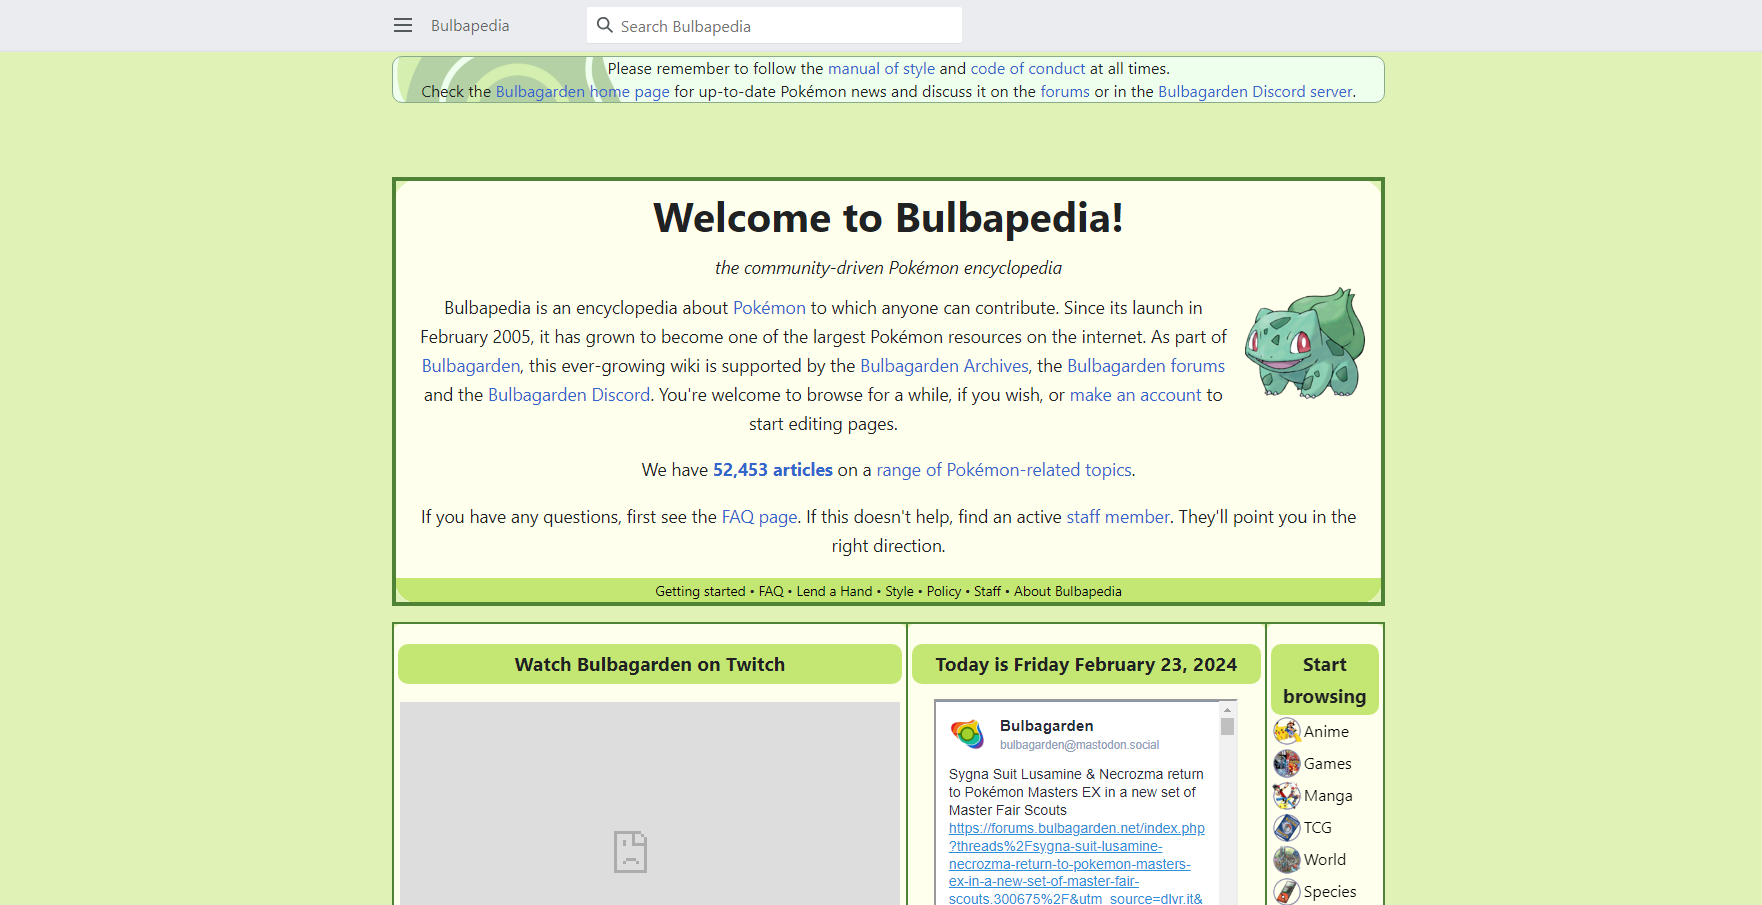 Bulbapedia
Search Bulbapedia
Please remember to follow the manual of style and code of conduct at all times.
Check the Bulbagarden home page for up-to-date Pokémon news and discuss it on the forums or in the Bulbagarden Discord server.
Welcome to Bulbapedia!
the community-driven Pokémon encyclopedia
Bulbapedia is an encyclopedia about Pokémon to which anyone can contribute. Since its launch in
February 2005, it has grown to become one of the largest Pokémon resources on the internet. As part of
Bulbagarden, this ever-growing wiki is supported by the Bulbagarden Archives, the Bulbagarden forums
and the Bulbagarden Discord. You're welcome to browse for a while, if you wish, or make an account to
start editing pages.
We have 52,453 articles on a range of Pokémon-related topics.
If you have any questions, first see the FAQ page. If this doesn't help, find an active staff member. They'll point you in the
right direction.
Getting started • FAQ • Lend a Hand • Style • Policy • Staff • About Bulbapedia
Watch Bulbagarden on Twitch
Today is Friday February 23, 2024
Bulbagarden
bulbagarden@mastodon.social
Sygna Suit Lusamine & Necrozma return
to Pokémon Masters EX in a new set of
Master Fair Scouts
https://forums.bulbagarden.net/index.php
?threads%2Fsygna-suit-lusamine-
necrozma-return-to-pokemon-masters-
ex-in-a-new-set-of-master-fair-
scouts.300675%2F&utm_source=dlvr.it&
Start
browsing
Anime
Games
Manga
TCG
World
Species